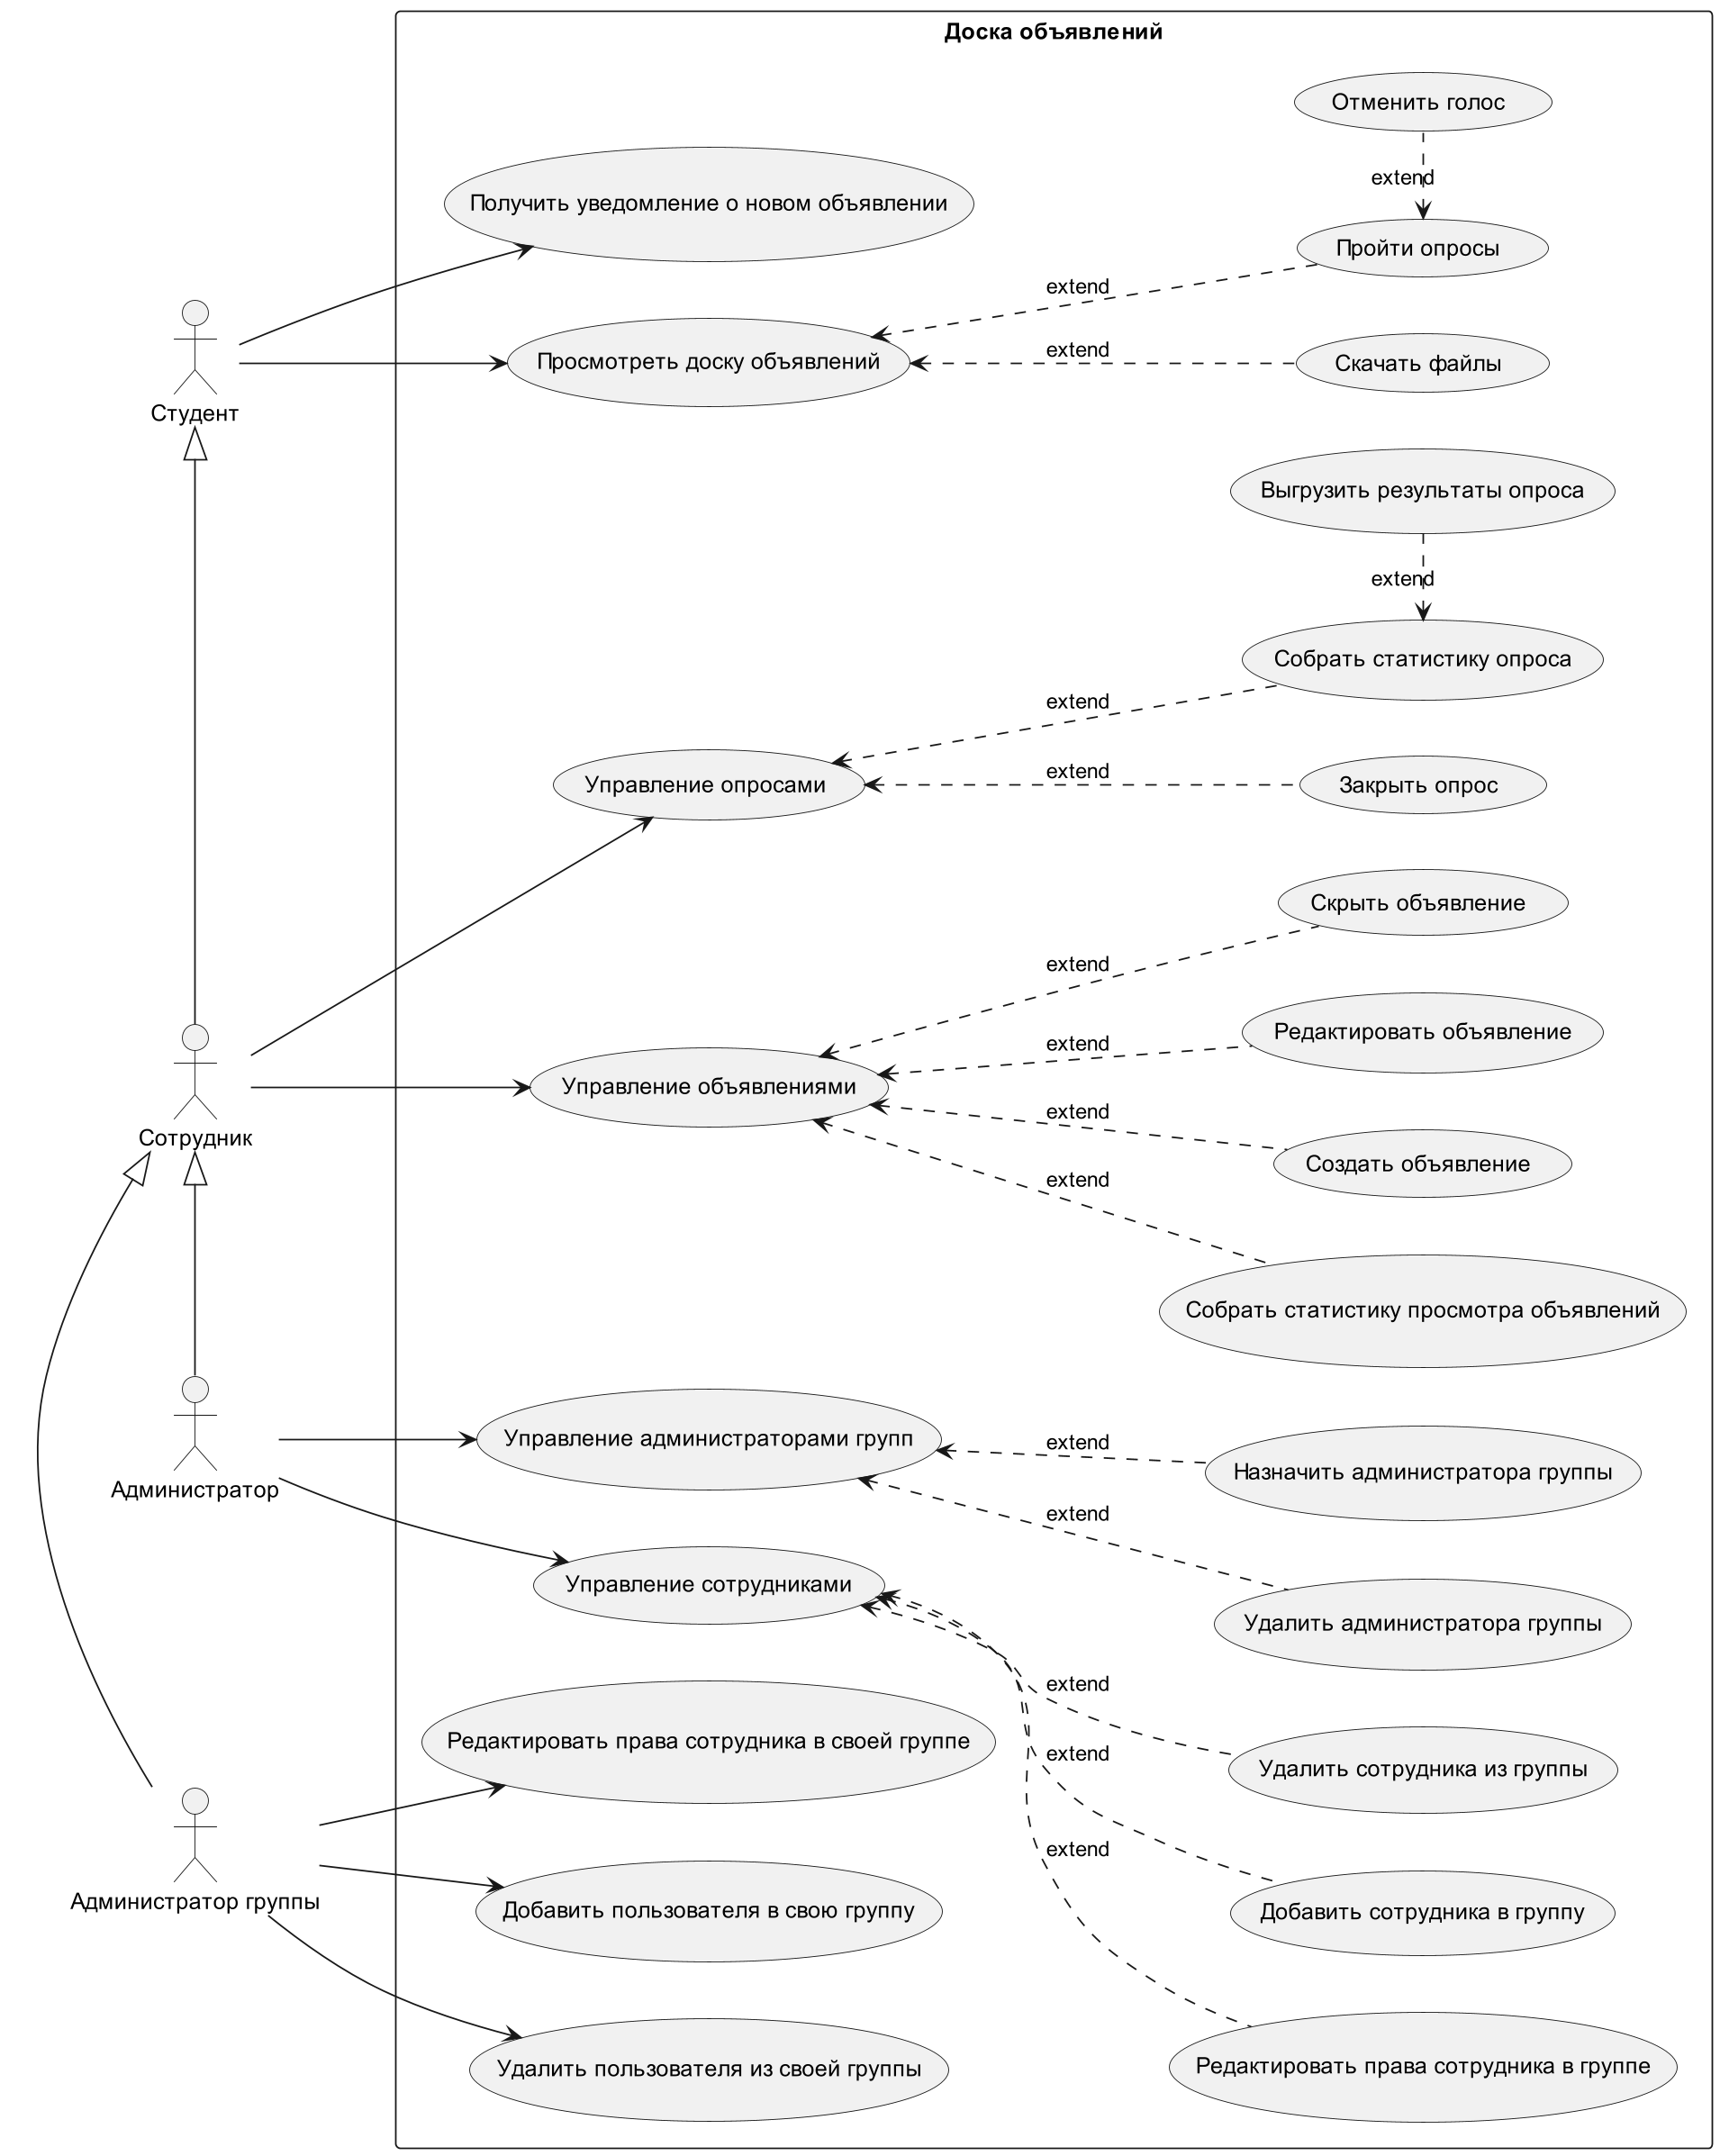 Доска объявлений
Отменить голос
extend
Получить уведомление о новом объявлении
Пройти опросы
extend
Просмотреть доску объявлений
extend
Скачать файлы
Студент
Выгрузить результаты опроса
extend
Собрать статистику опроса
extend
Управление опросами
extend
Закрыть опрос
Скрыть объявление
extend
Редактировать объявление
extend
Управление объявлениями
extend
Сотрудник
Создать объявление
extend
Собрать статистику просмотра объявлений
Управление администраторами групп
extend
Назначить администратора группы
Администратор
extend
Управление сотрудниками
Удалить администратора группы
extend
Редактировать права сотрудника в своей группе
extend
Удалить сотрудника из группы
extend
Администратор группы
Добавить пользователя в свою группу
Добавить сотрудника в группу
Удалить пользователя из своей группы
Редактировать права сотрудника в группе